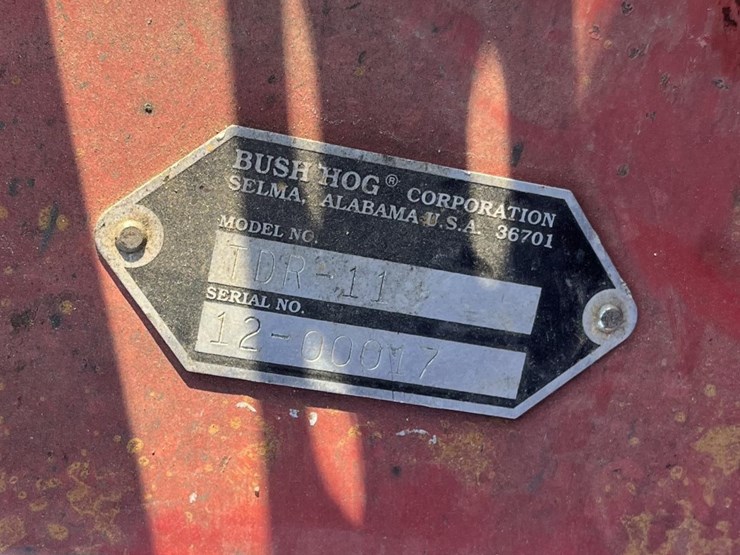 BUSH HOG® CORPORATION
SELMA, ALABAMA U.S.A. 36701
MODEL NO.
TDR-11
SERIAL NO.
12-00017